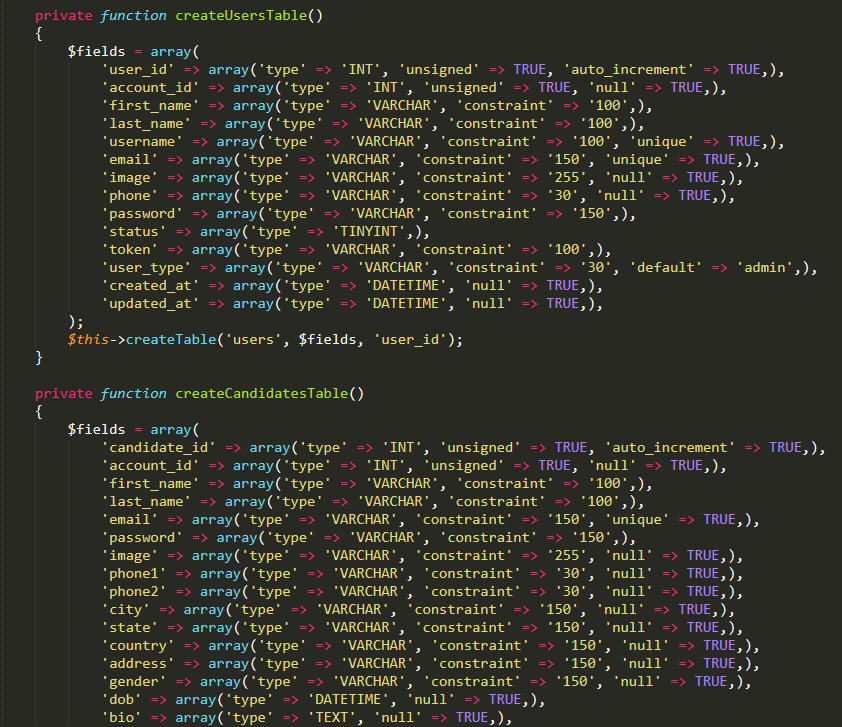 private function createUsersTable()
{
    $fields = array(
        'user_id' => array('type' => 'INT', 'unsigned' => TRUE, 'auto_increment' => TRUE,),
        'account_id' => array('type' => 'INT', 'unsigned' => TRUE, 'null' => TRUE,),
        'first_name' => array('type' => 'VARCHAR', 'constraint' => '100',),
        'last_name' => array('type' => 'VARCHAR', 'constraint' => '100',),
        'username' => array('type' => 'VARCHAR', 'constraint' => '100', 'unique' => TRUE,),
        'email' => array('type' => 'VARCHAR', 'constraint' => '150', 'unique' => TRUE,),
        'image' => array('type' => 'VARCHAR', 'constraint' => '255', 'null' => TRUE,),
        'phone' => array('type' => 'VARCHAR', 'constraint' => '30', 'null' => TRUE,),
        'password' => array('type' => 'VARCHAR', 'constraint' => '150',),
        'status' => array('type' => 'TINYINT',),
        'token' => array('type' => 'VARCHAR', 'constraint' => '100',),
        'user_type' => array('type' => 'VARCHAR', 'constraint' => '30', 'default' => 'admin',),
        'created_at' => array('type' => 'DATETIME', 'null' => TRUE,),
        'updated_at' => array('type' => 'DATETIME', 'null' => TRUE,),
    );
    $this->createTable('users', $fields, 'user_id');
}
private function createCandidatesTable()
{
    $fields = array(
        'candidate_id' => array('type' => 'INT', 'unsigned' => TRUE, 'auto_increment' => TRUE,),
        'account_id' => array('type' => 'INT', 'unsigned' => TRUE, 'null' => TRUE,),
        'first_name' => array('type' => 'VARCHAR', 'constraint' => '100',),
        'last_name' => array('type' => 'VARCHAR', 'constraint' => '100',),
        'email' => array('type' => 'VARCHAR', 'constraint' => '150', 'unique' => TRUE,),
        'password' => array('type' => 'VARCHAR', 'constraint' => '150',),
        'image' => array('type' => 'VARCHAR', 'constraint' => '255', 'null' => TRUE,),
        'phone1' => array('type' => 'VARCHAR', 'constraint' => '30', 'null' => TRUE,),
        'phone2' => array('type' => 'VARCHAR', 'constraint' => '30', 'null' => TRUE,),
        'city' => array('type' => 'VARCHAR', 'constraint' => '150', 'null' => TRUE,),
        'state' => array('type' => 'VARCHAR', 'constraint' => '150', 'null' => TRUE,),
        'country' => array('type' => 'VARCHAR', 'constraint' => '150', 'null' => TRUE,),
        'address' => array('type' => 'VARCHAR', 'constraint' => '150', 'null' => TRUE,),
        'gender' => array('type' => 'VARCHAR', 'constraint' => '150', 'null' => TRUE,),
        'dob' => array('type' => 'DATETIME', 'null' => TRUE,),
        'bio' => array('type' => 'TEXT', 'null' => TRUE,),